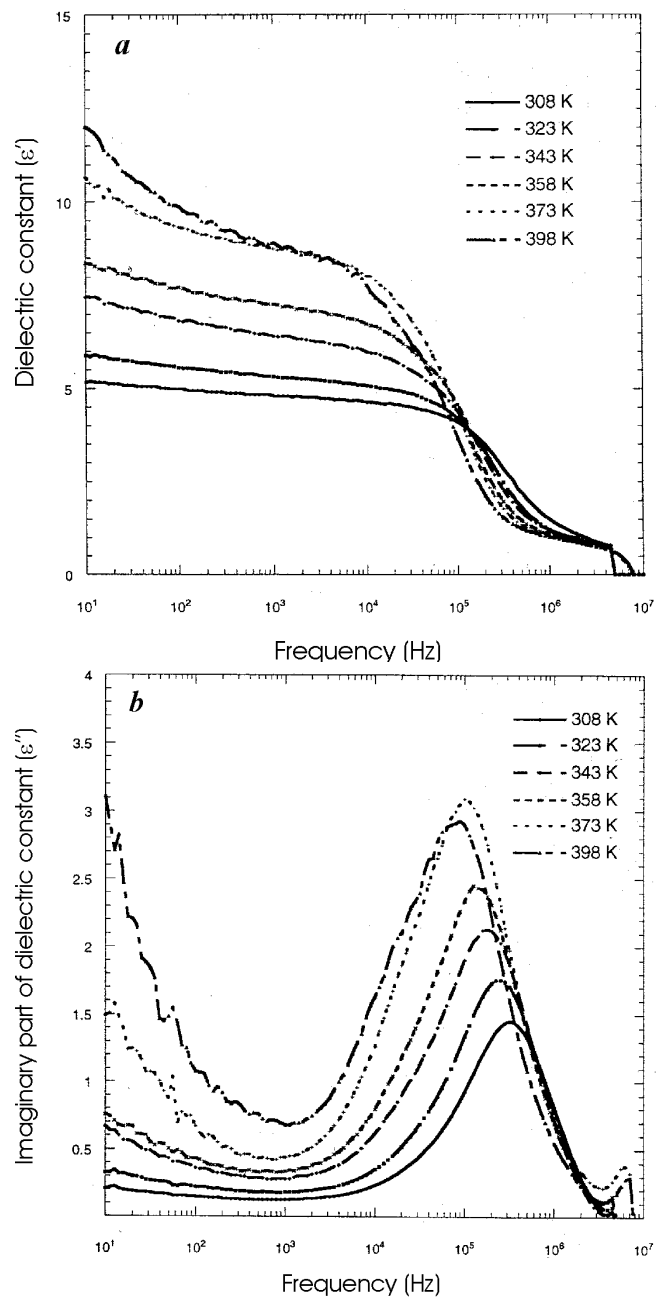 a
15
10
5
0
Dielectric constant (ε′)
308 K
323 K
343 K
358 K
373 K
398 K
10¹ 10² 10³ 10⁴ 10⁵ 10⁶ 10⁷
Frequency (Hz)
b
4
3.5
3
2.5
2
1.5
1
0.5
Imaginary part of dielectric constant (ε″)
308 K
323 K
343 K
358 K
373 K
398 K
10¹ 10² 10³ 10⁴ 10⁵ 10⁶ 10⁷
Frequency (Hz)